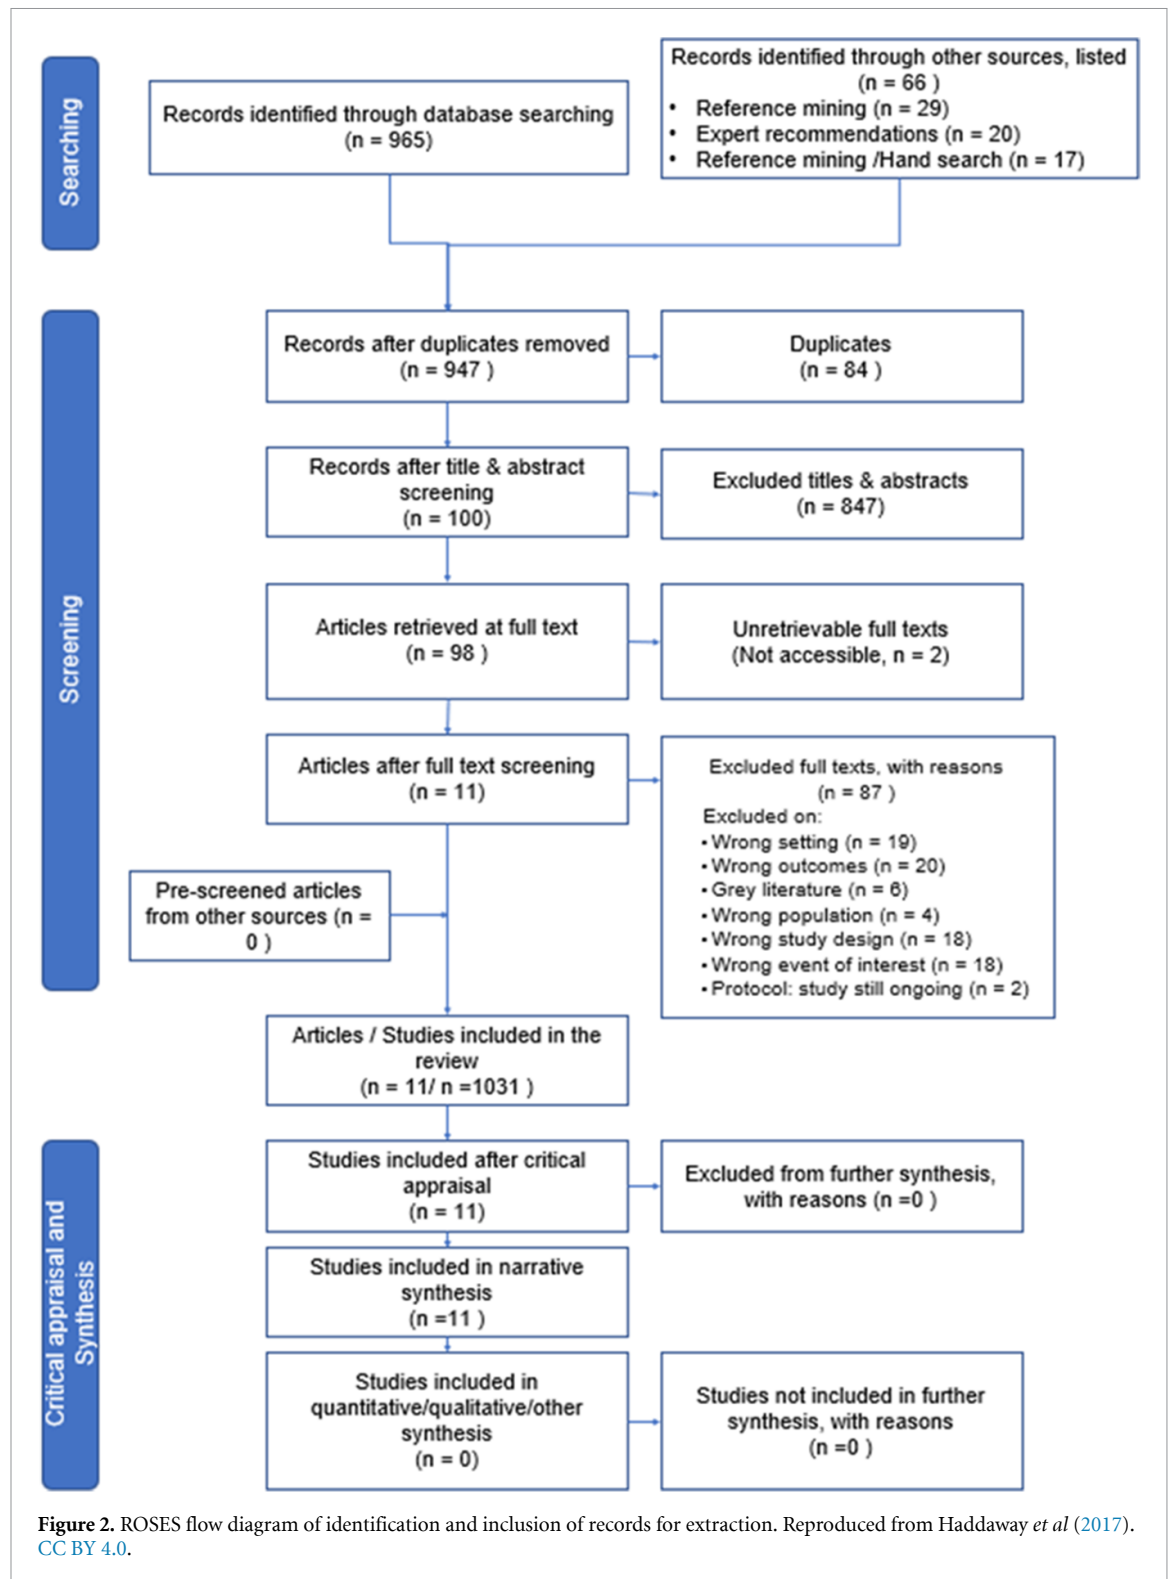 Searching
Records identified through database searching
(n = 965)
Records identified through other sources, listed
(n = 66 )
• Reference mining (n = 29)
• Expert recommendations (n = 20)
• Reference mining /Hand search (n = 17)
Screening
Records after duplicates removed
(n = 947 )
Duplicates
(n = 84 )
Records after title & abstract
screening
(n = 100)
Excluded titles & abstracts
(n = 847)
Articles retrieved at full text
(n = 98 )
Unretrievable full texts
(Not accessible, n = 2)
Articles after full text screening
(n = 11)
Excluded full texts, with reasons
(n = 87 )
Excluded on:
• Wrong setting (n = 19)
• Wrong outcomes (n = 20)
• Grey literature (n = 6)
• Wrong population (n = 4)
• Wrong study design (n = 18)
• Wrong event of interest (n = 18)
• Protocol: study still ongoing (n = 2)
Pre-screened articles
from other sources (n =
0 )
Articles / Studies included in the
review
(n = 11/ n =1031 )
Critical appraisal and
Synthesis
Studies included after critical
appraisal
(n = 11)
Excluded from further synthesis,
with reasons (n =0 )
Studies included in narrative
synthesis
(n =11 )
Studies included in
quantitative/qualitative/other
synthesis
(n = 0)
Studies not included in further
synthesis, with reasons
(n =0 )
Figure 2. ROSES flow diagram of identification and inclusion of records for extraction. Reproduced from Haddaway et al (2017).
CC BY 4.0.